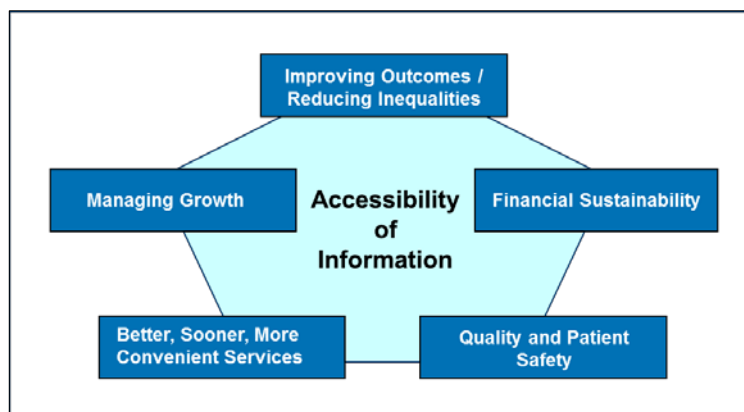 Improving Outcomes /
Reducing Inequalities
Managing Growth
Accessibility
of
Information
Financial Sustainability
Better, Sooner, More
Convenient Services
Quality and Patient
Safety